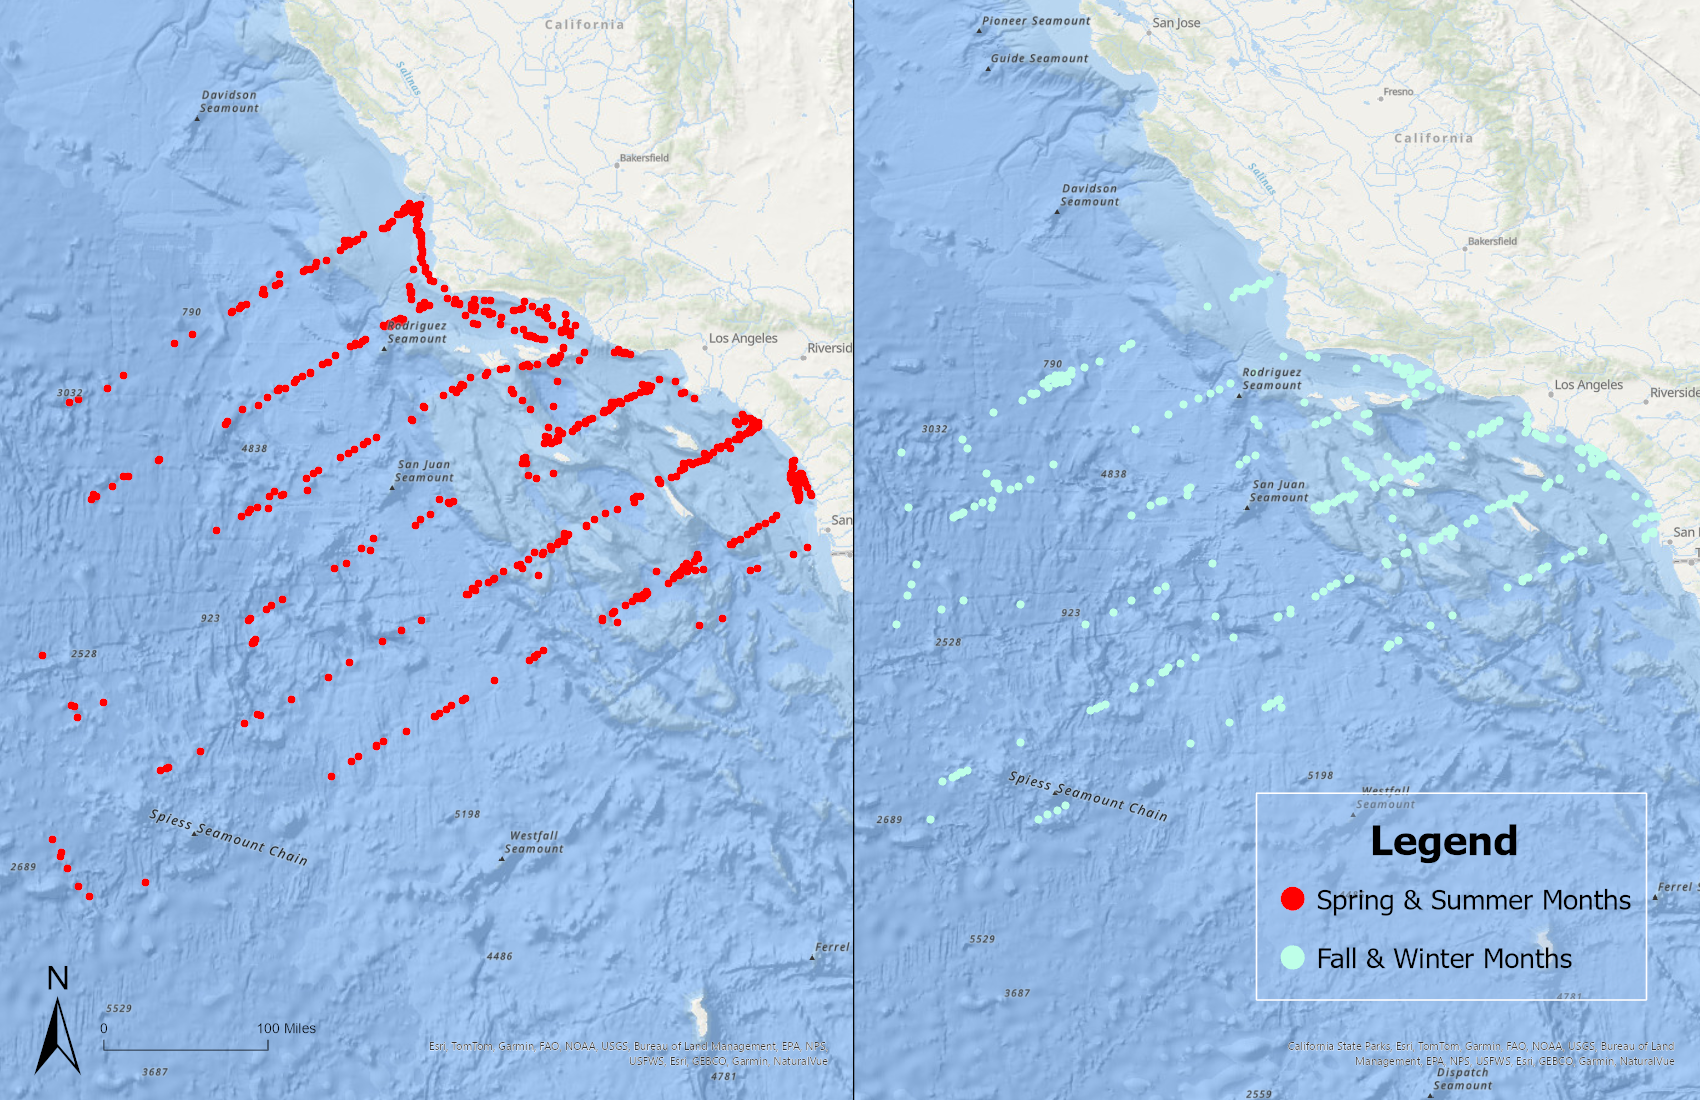 California
Salinas
Davidson
Seamount
Bakersfield
790
Rodriguez
Seamount
Los Angeles
Riversid
3032
4838
San Juan
Seamount
San
923
2528
Spiess Seamount Chain
5198
Westfall
Seamount
2689
Ferrel
4486
N
5529
0
100 Miles
Esri, TomTom, Garmin, FAO, NOAA, USGS, Bureau of Land Management, EPA, NPS,
USFWS, Esri, GEBCO, Garmin, NaturalVue
3687
4781
Pioneer Seamount
San Jose
Guide Seamount
Fresno
California
Salinas
Davidson
Seamount
Bakersfield
790
Rodriguez
Seamount
Los Angeles
Riversid
3032
4838
San Juan
Seamount
San
T
923
2528
Spiess Seamount Chain
5198
Westfall
Seamount
2689
Legend
Spring & Summer Months
Fall & Winter Months
Ferrel S
5529
3687
4781
California State Parks, Esri, TomTom, Garmin, FAO, NOAA, USGS, Bureau of Land
Management, EPA, NPS, USFWS, Esri, GEBCO, Garmin, NaturalVue
Dispatch
Seamount
2559